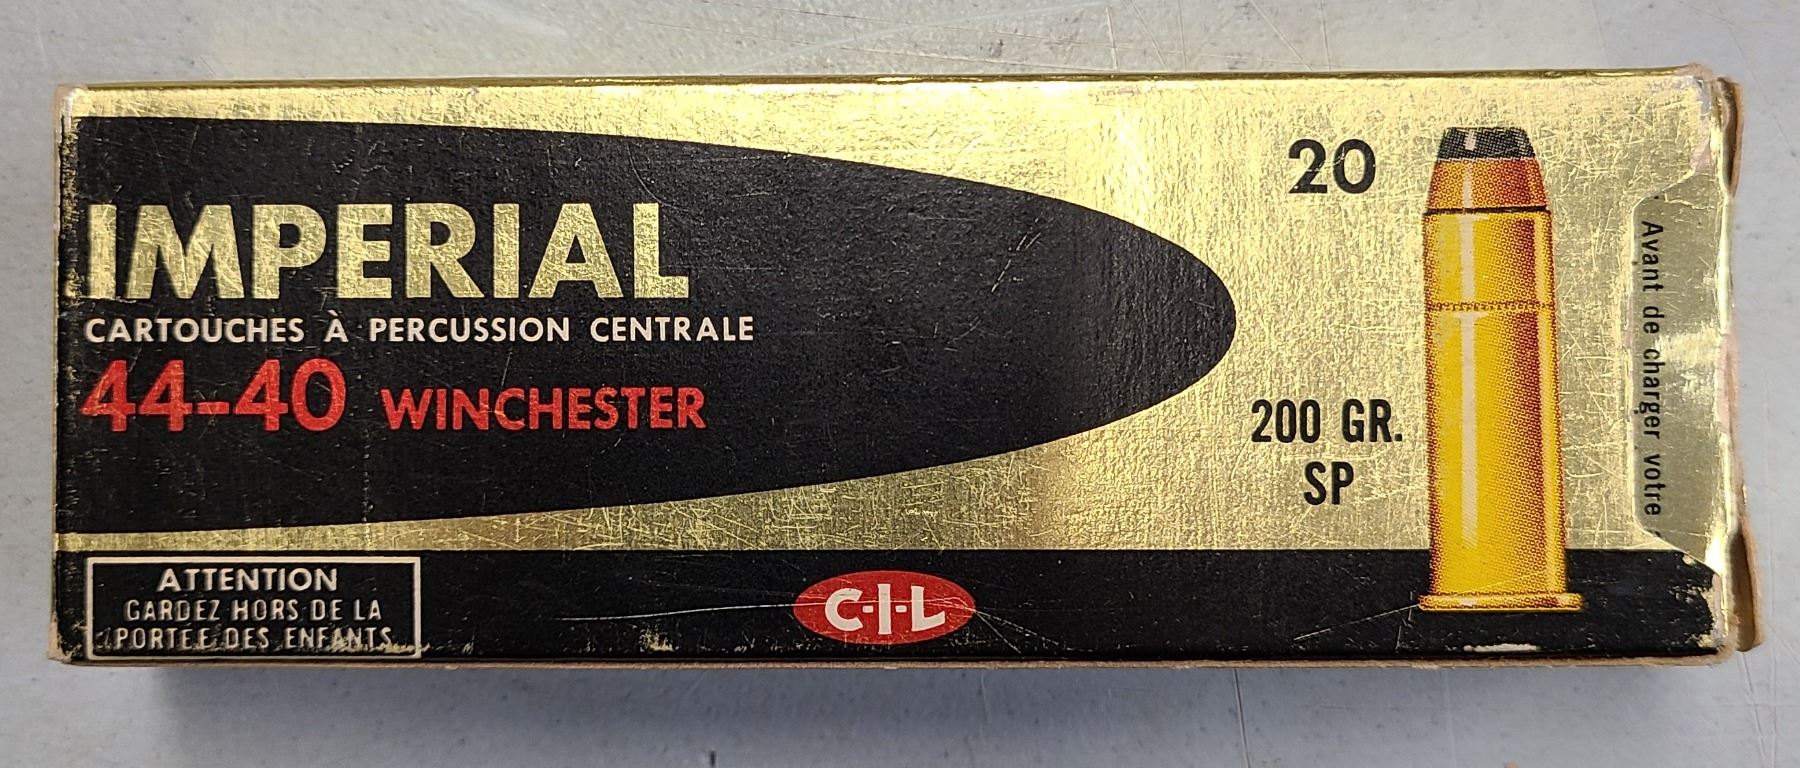 IMPERIAL
CARTOUCHES À PERCUSSION CENTRALE
44-40 WINCHESTER
20
200 GR.
SP
Avant de charger votre
ATTENTION
GARDEZ HORS DE LA
PORTEE DES ENFANTS
C-I-L